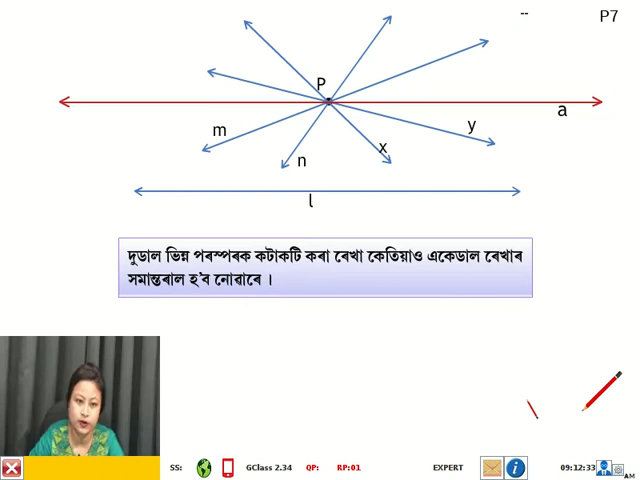 -- P7
P
a
m
y
x
n
l
দুডাল ভিন্ন পৰস্পৰক কটাকটি কৰা ৰেখা কেতিয়াও একেডাল ৰেখাৰ
সমান্তৰাল হ'ব নোৱাৰে ।
SS: GClass 2.34 QP: RP:01 EXPERT 09:12:33 AM